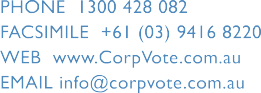 PHONE 1300 428 082
FACSIMILE +61 (03) 9416 8220
WEB www.CorpVote.com.au
EMAIL info@corpvote.com.au